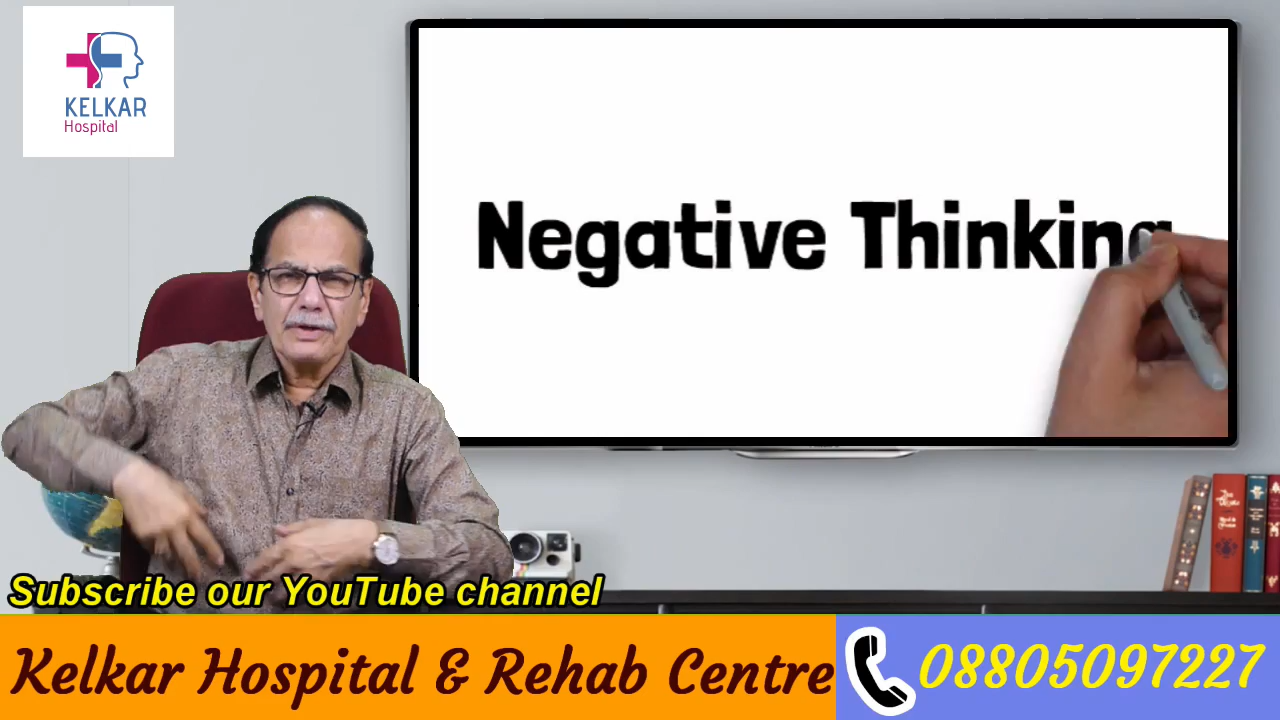 KELKAR
Hospital
Negative Thinking
Subscribe our YouTube channel
Kelkar Hospital & Rehab Centre
08805097227